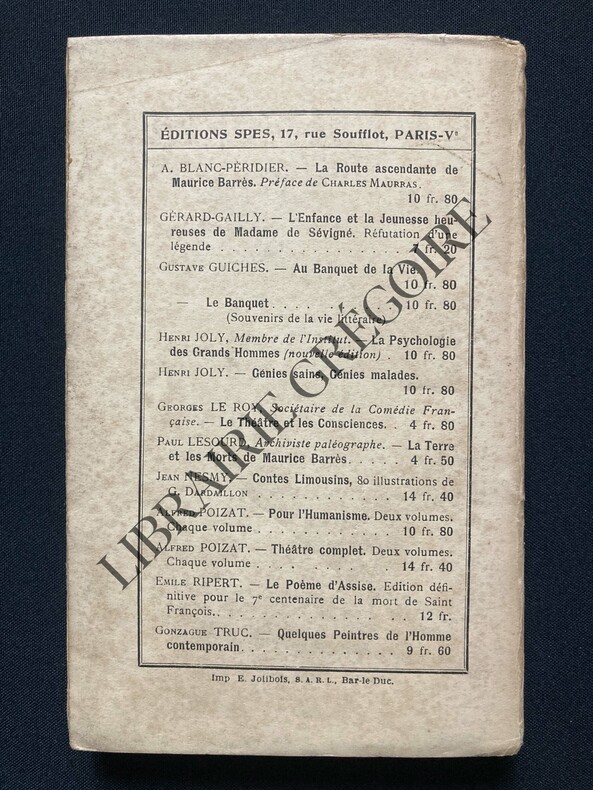 ÉDITIONS SPES, 17, rue Soufflot, PARIS-Vᵉ
A. BLANC-PÉRIDIER. — La Route ascendante de
Maurice Barrès. Préface de CHARLES MAURRAS.
10 fr. 80
GÉRARD-GAILLY. — L'Enfance et la Jeunesse heu-
reuses de Madame de Sévigné. Réfutation d'une
légende . . . . . . . . . . . . . . . fr. 20
GUSTAVE GUICHES. — Au Banquet de la Vie.
10 fr. 80
— Le Banquet . . . . . . . . . 10 fr. 80
(Souvenirs de la vie littéraire)
HENRI JOLY, Membre de l'Institut. — La Psychologie
des Grands Hommes (nouvelle édition) . 10 fr. 80
HENRI JOLY. — Génies sains, Génies malades.
10 fr. 80
GEORGES LE ROY, Sociétaire de la Comédie Fran-
çaise. — Le Théâtre et les Consciences. . 4 fr. 80
PAUL LESOURD, Archiviste paléographe. — La Terre
et les Morts de Maurice Barrès. . . . . . 4 fr. 50
JEAN NESMY. — Contes Limousins, 80 illustrations de
G. DARDAILLON . . . . . . . . . . . 14 fr. 40
ALFRED POIZAT. — Pour l'Humanisme. Deux volumes.
Chaque volume . . . . . . . . . . . 10 fr. 80
ALFRED POIZAT. — Théâtre complet. Deux volumes.
Chaque volume . . . . . . . . . . . 14 fr. 40
EMILE RIPERT. — Le Poème d'Assise. Edition défi-
nitive pour le 7ᵉ centenaire de la mort de Saint
François. . . . . . . . . . . . . . . . 12 fr.
GONZAGUE TRUC. — Quelques Peintres de l'Homme
contemporain. . . . . . . . . . . . . 9 fr. 60
Imp E. Jolibois, S. A. R. L., Bar-le Duc.
LIBRAIRIE GRÉGOIRE